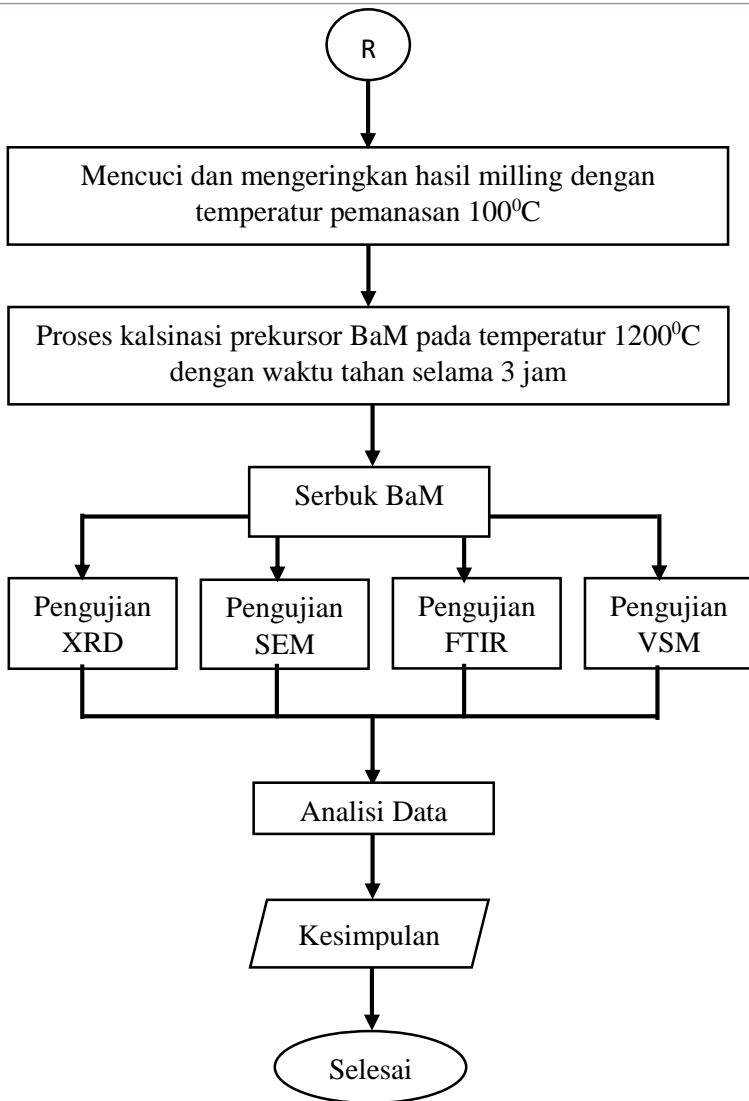 R
Mencuci dan mengeringkan hasil milling dengan
temperatur pemanasan 100⁰C
Proses kalsinasi prekursor BaM pada temperatur 1200⁰C
dengan waktu tahan selama 3 jam
Serbuk BaM
Pengujian
XRD
Pengujian
SEM
Pengujian
FTIR
Pengujian
VSM
Analisi Data
Kesimpulan
Selesai